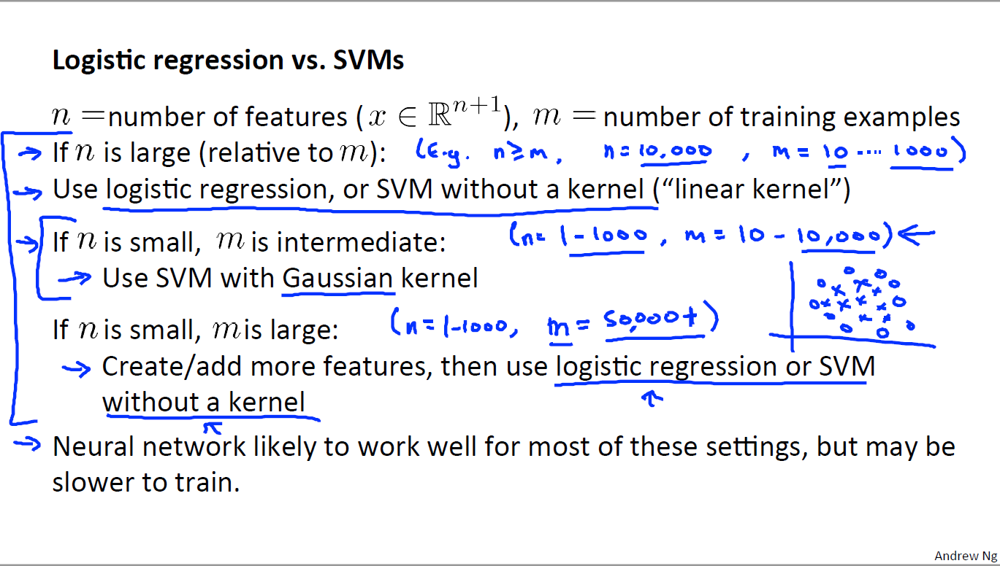 Logistic regression vs. SVMs
n =number of features (x ∈ ℝⁿ⁺¹), m = number of training examples
If n is large (relative to m): (E.g. n≥m, n=10,000, m=10....1000)
Use logistic regression, or SVM without a kernel (“linear kernel”)
If n is small, m is intermediate: (n=1-1000, m=10-10,000)
Use SVM with Gaussian kernel
If n is small, m is large: (n=1-1000, m=50,000+)
Create/add more features, then use logistic regression or SVM
without a kernel
Neural network likely to work well for most of these settings, but may be
slower to train.
Andrew Ng